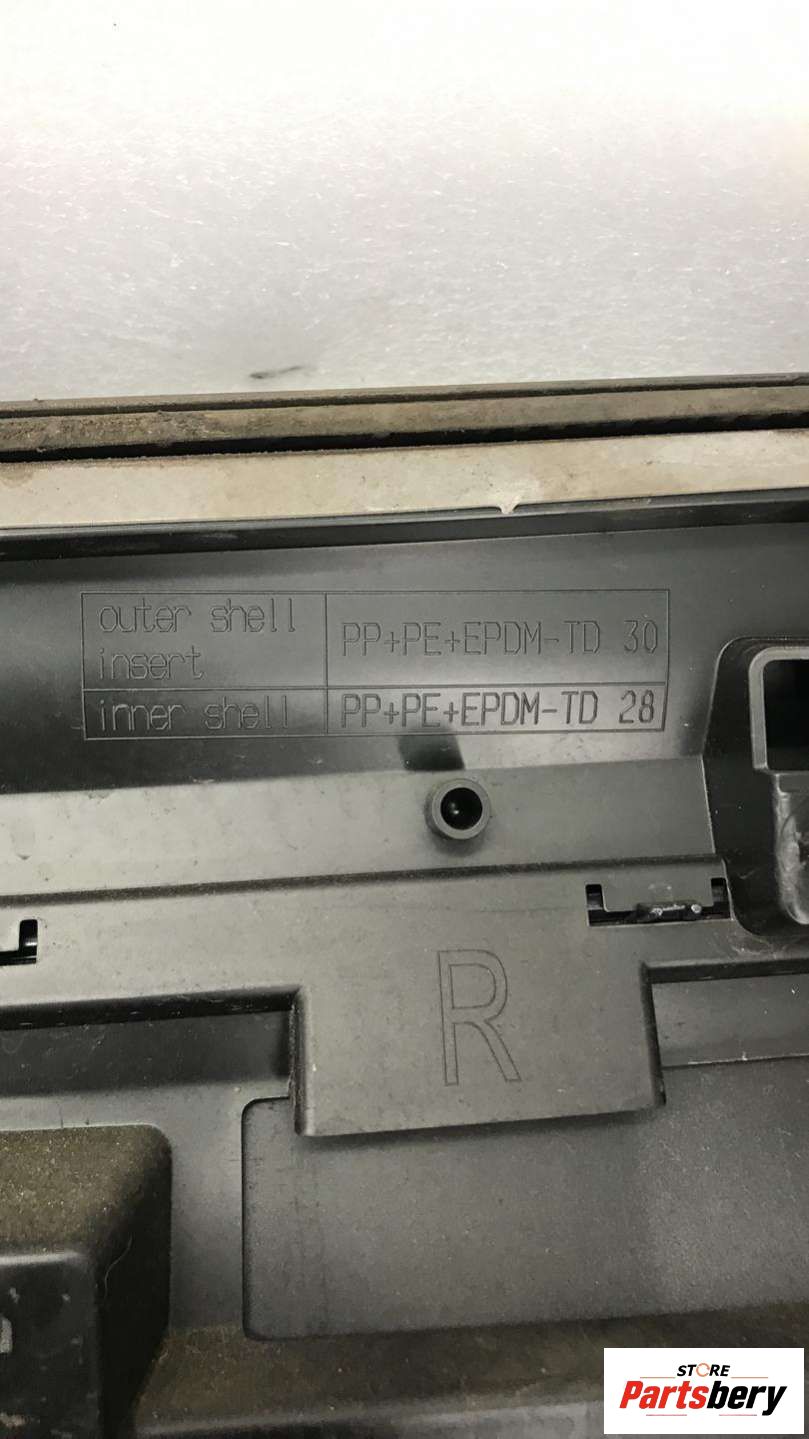 outer shell
insert
PP+PE+EPDM-TD 30
inner shell PP+PE+EPDM-TD 28
R
STORE
Partsbery